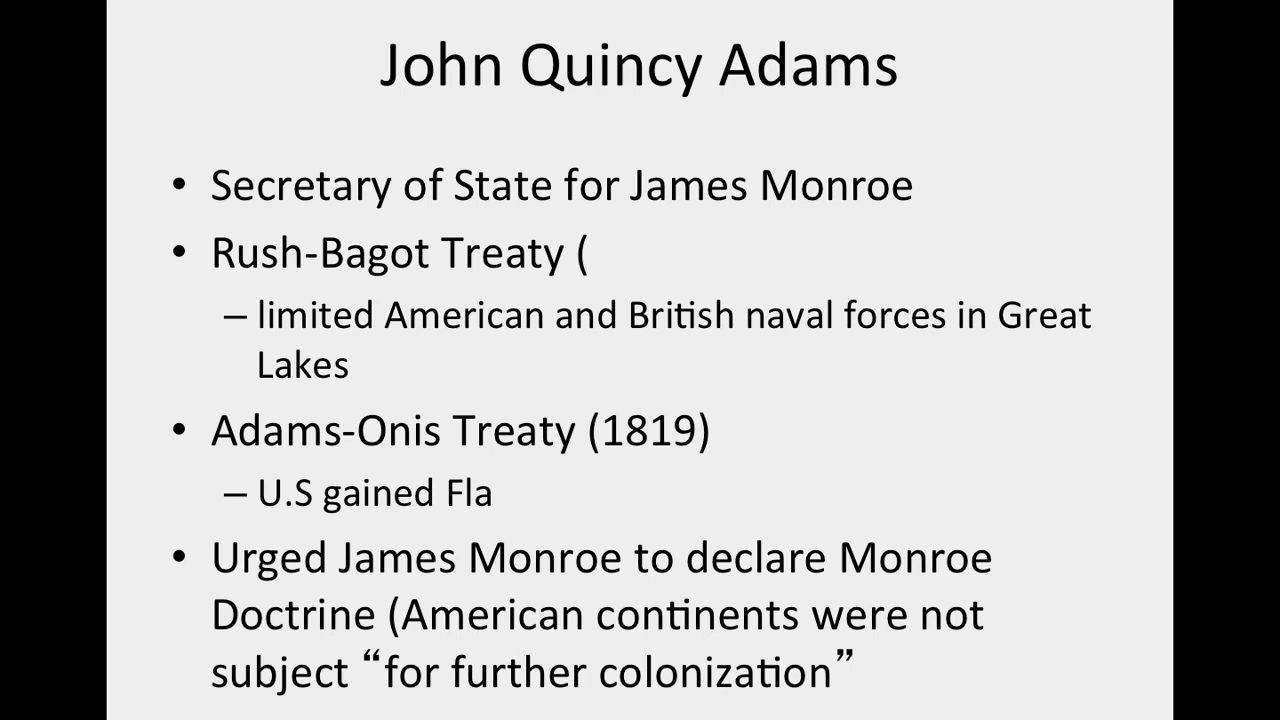 John Quincy Adams
• Secretary of State for James Monroe
• Rush-Bagot Treaty (
– limited American and British naval forces in Great
Lakes
• Adams-Onis Treaty (1819)
– U.S gained Fla
• Urged James Monroe to declare Monroe
Doctrine (American continents were not
subject “for further colonization”